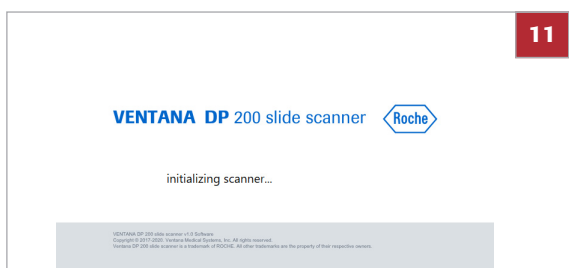 11
VENTANA DP 200 slide scanner Roche
initializing scanner...
VENTANA DP 200 slide scanner v1.0 Software
Copyright © 2017-2020. Ventana Medical Systems, Inc. All rights reserved.
Ventana DP 200 slide scanner is a trademark of ROCHE. All other trademarks are the property of their respective owners.